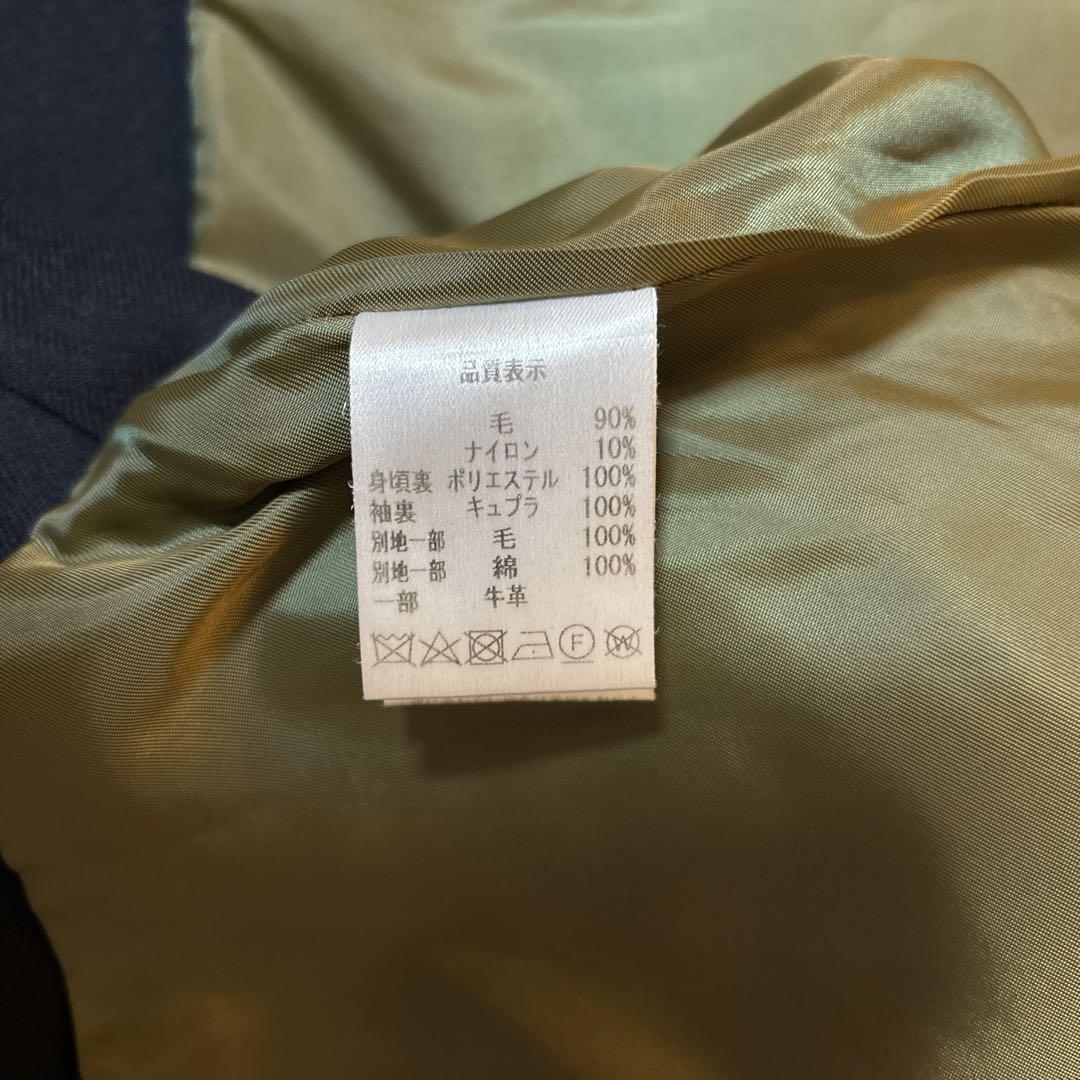 品質表示
毛 90%
ナイロン 10%
身頃裏 ポリエステル 100%
袖裏 キュプラ 100%
別地一部 毛 100%
別地一部 綿 100%
一部 牛革
F W